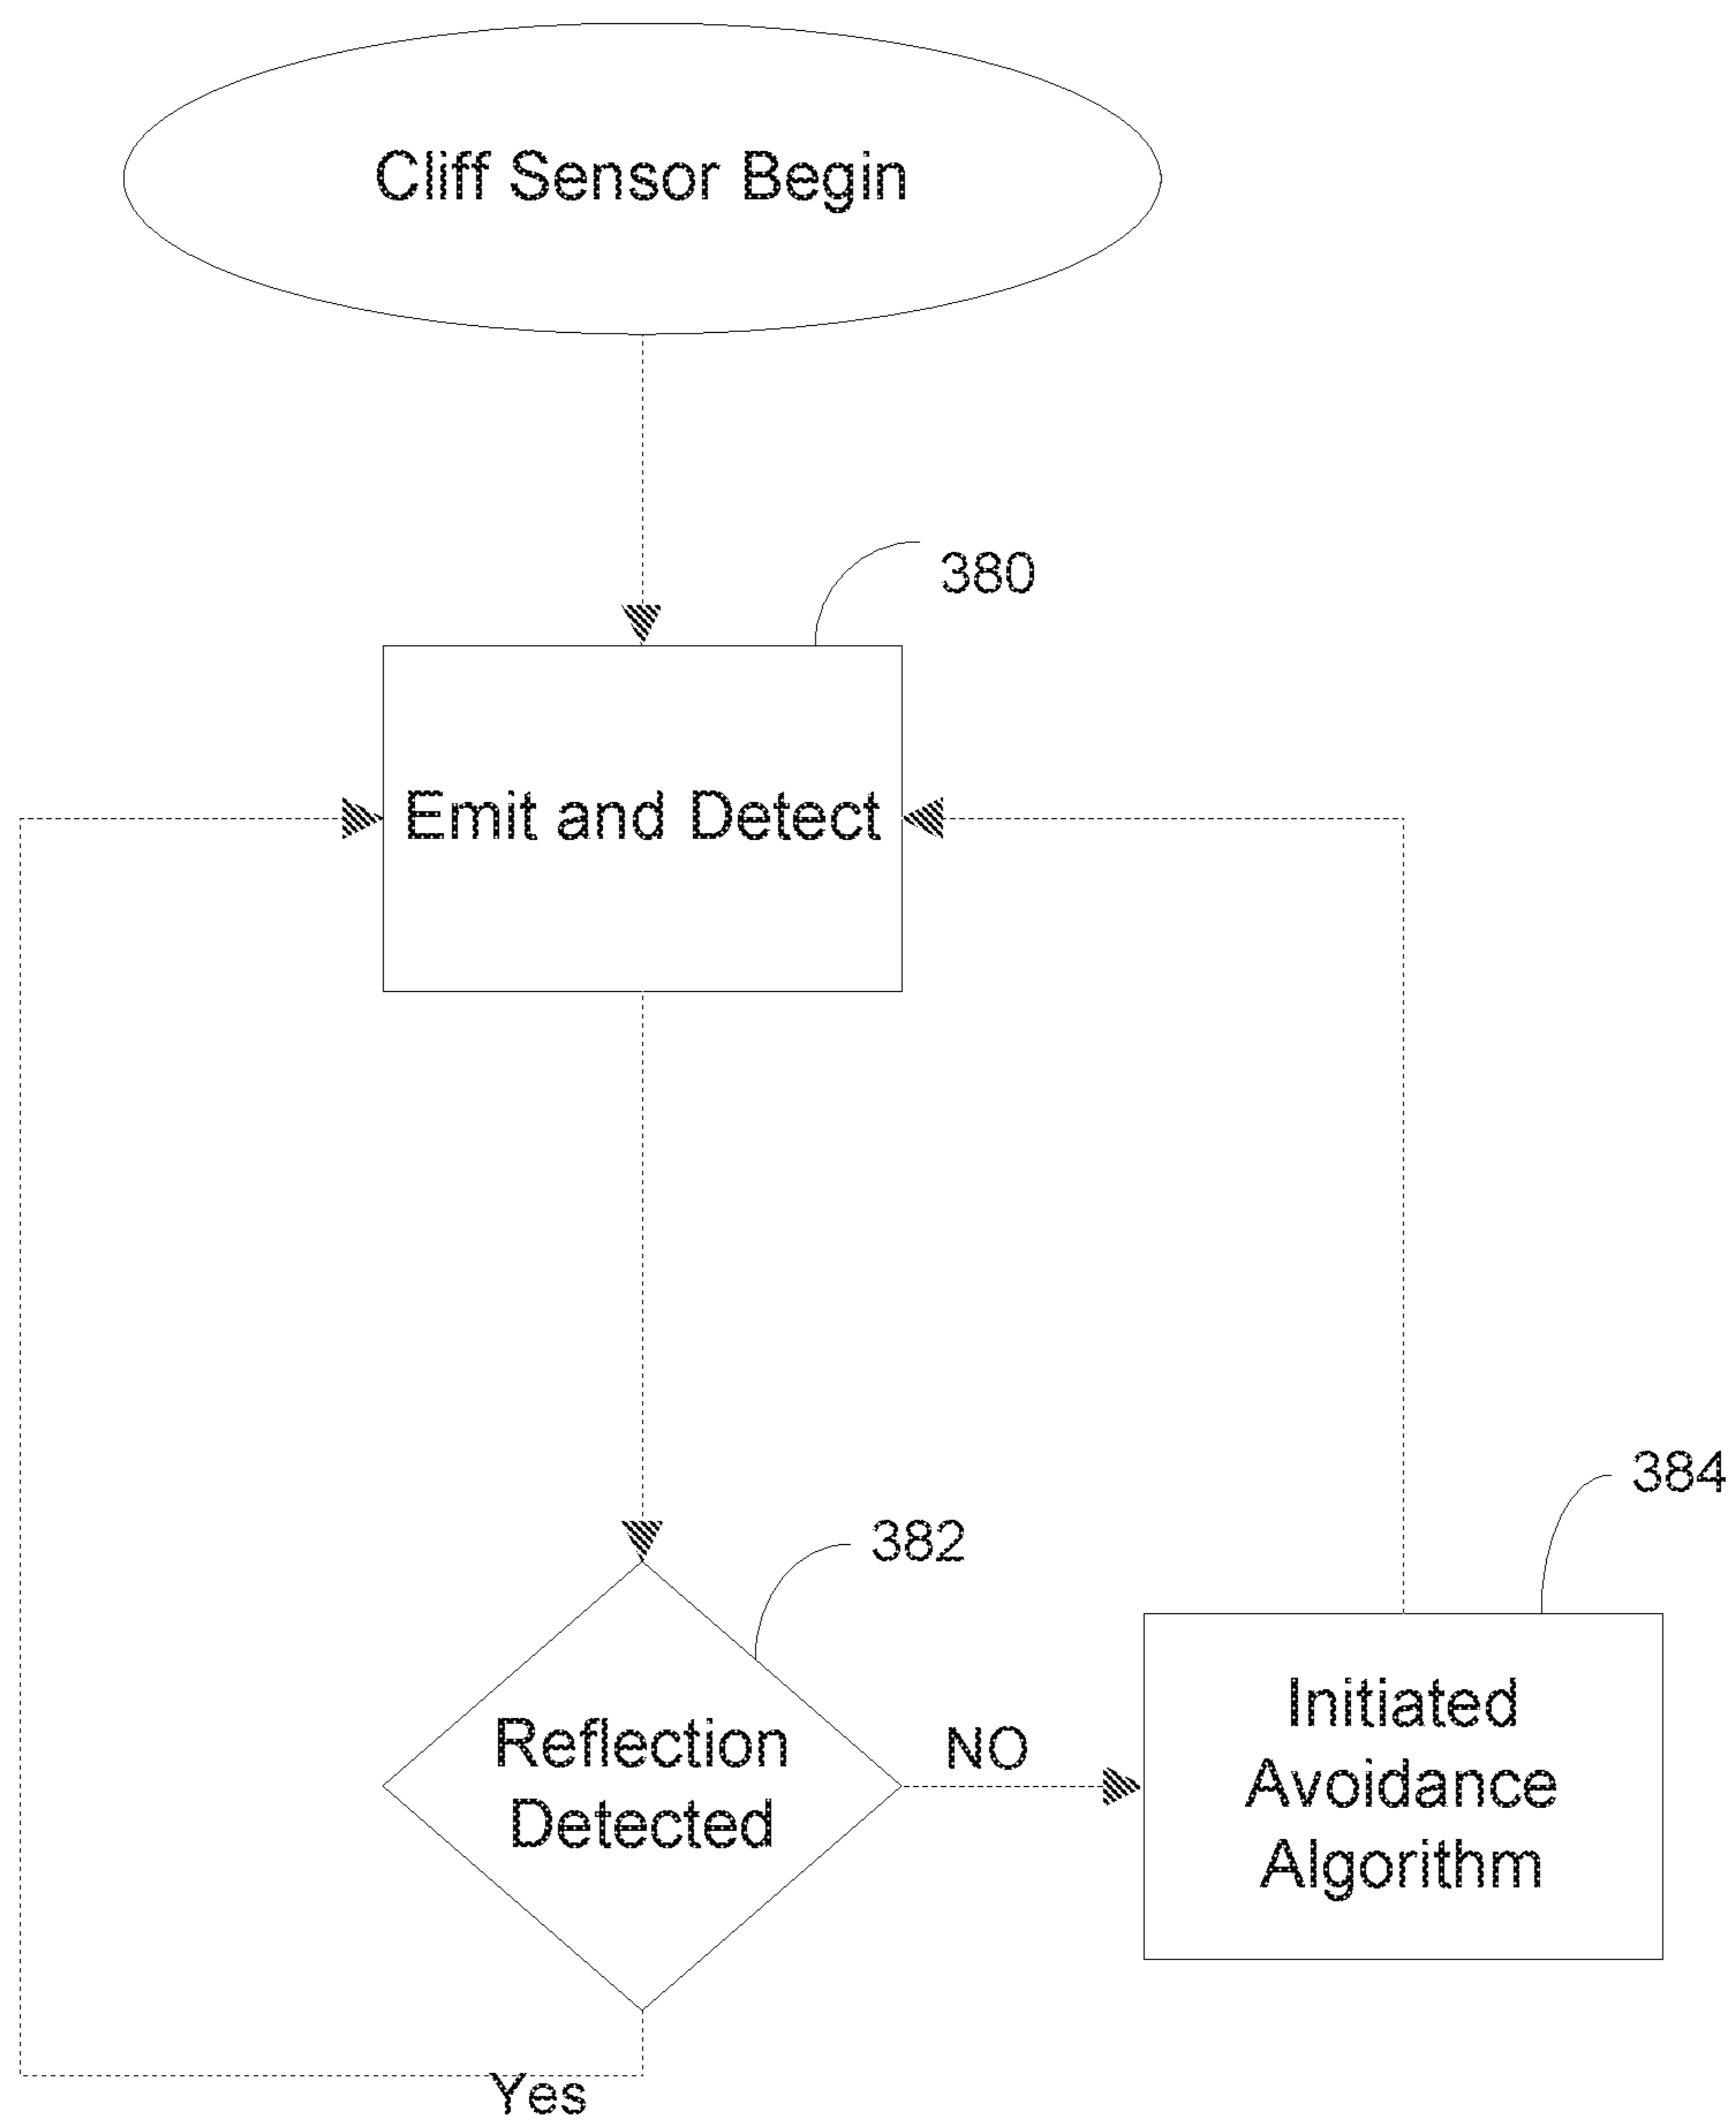 Cliff Sensor Begin
380
Emit and Detect
384
382
Reflection
Detected
NO
Initiated
Avoidance
Algorithm
Yes